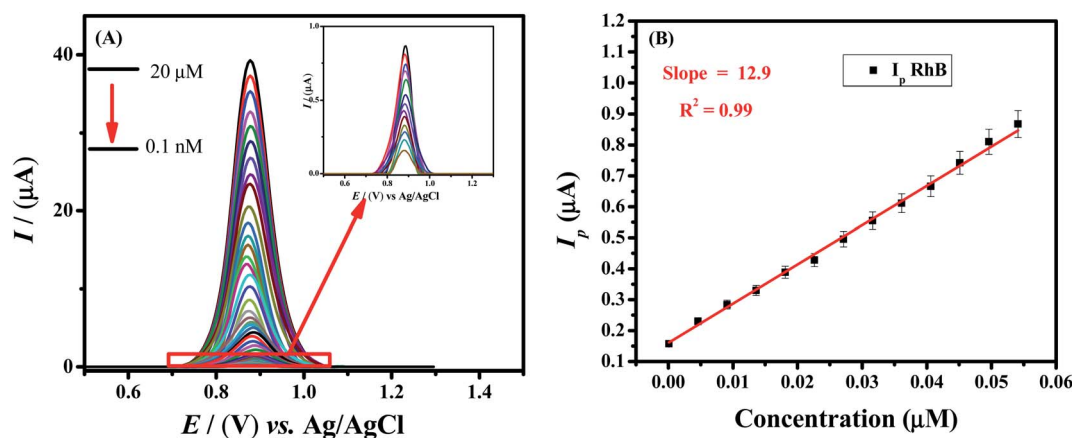 (A)
20 µM
0.1 nM
40
20
0
I / (µA)
0.6
0.8
1.0
1.2
1.4
E / (V) vs. Ag/AgCl
1.0
0.5
0.0
I / (µA)
0.6
0.8
1.0
1.2
E / (V) vs Ag/AgCl
(B)
Slope = 12.9
R² = 0.99
Iₚ RhB
1.1
1.0
0.9
0.8
0.7
0.6
0.5
0.4
0.3
0.2
0.1
Iₚ (µA)
0.00
0.01
0.02
0.03
0.04
0.05
0.06
Concentration (µM)